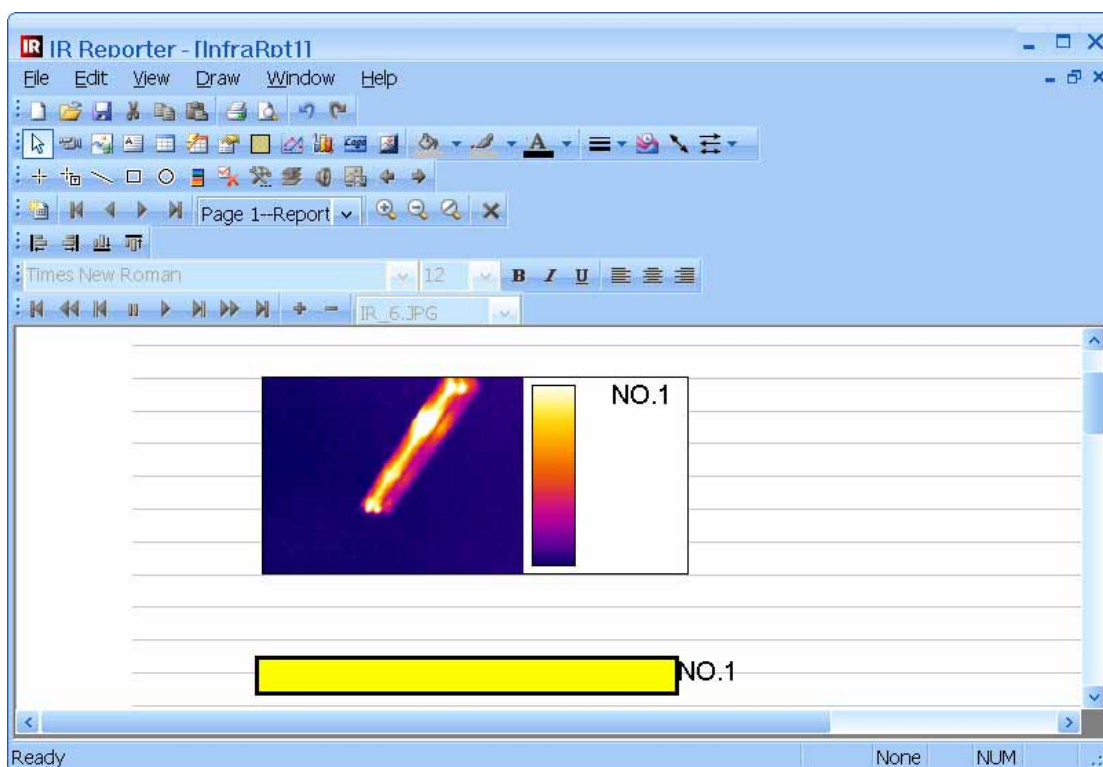 IR IR Reporter - [InfraRpt1]
File Edit View Draw Window Help
A
Page 1--Report
Times New Roman 12 B I U
IR_6.JPG
NO.1
NO.1
Ready None NUM